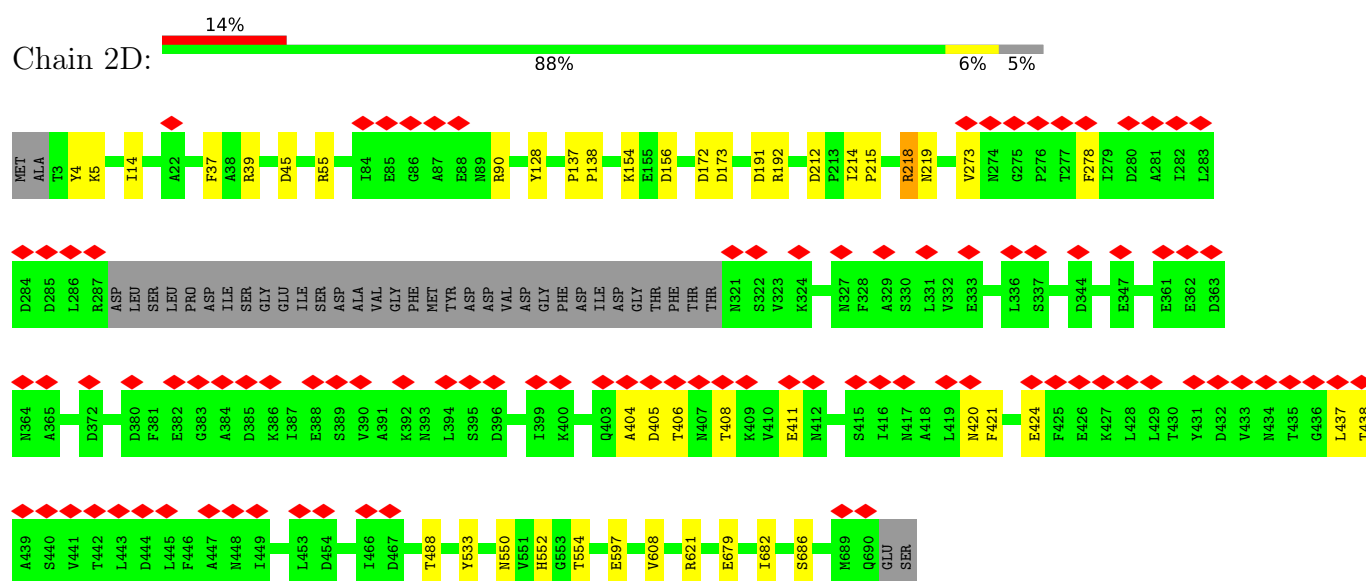 14%
Chain 2D:
88% 6% 5%
MET ALA T3 Y4 K5 I14 A22 F37 A38 R39 D45 R55 I84 E85 G86 A87 E88 N89 R90 Y128 P137 P138 K154 E155 D156 D172 D173 D191 R192 D212 P213 I214 P215 R218 N219 V273 N274 G275 P276 T277 F278 I279 D280 A281 I282 L283
D284 D285 L286 R287 ASP LEU SER LEU PRO ASP ILE SER GLY GLU ILE SER ASP ALA VAL GLY PHE MET TYR ASP ASP VAL ASP GLY PHE ASP ILE ASP GLY THR PHE THR THR N321 S322 V323 K324 N327 F328 A329 S330 L331 V332 E333 L336 S337 D344 E347 E361 E362 D363
N364 A365 D372 D380 F381 E382 G383 A384 D385 K386 I387 E388 S389 V390 A391 K392 N393 L394 S395 D396 I399 K400 Q403 A404 D405 T406 N407 T408 K409 V410 E411 N412 S415 I416 N417 A418 L419 N420 F421 E424 F425 E426 K427 L428 L429 T430 Y431 D432 V433 N434 T435 G436 L437 T438
A439 S440 V441 T442 L443 D444 L445 F446 A447 N448 I449 L453 D454 I466 D467 T488 Y533 N550 V551 H552 G553 T554 E597 V608 R621 E679 I682 S686 M689 Q690 GLU SER